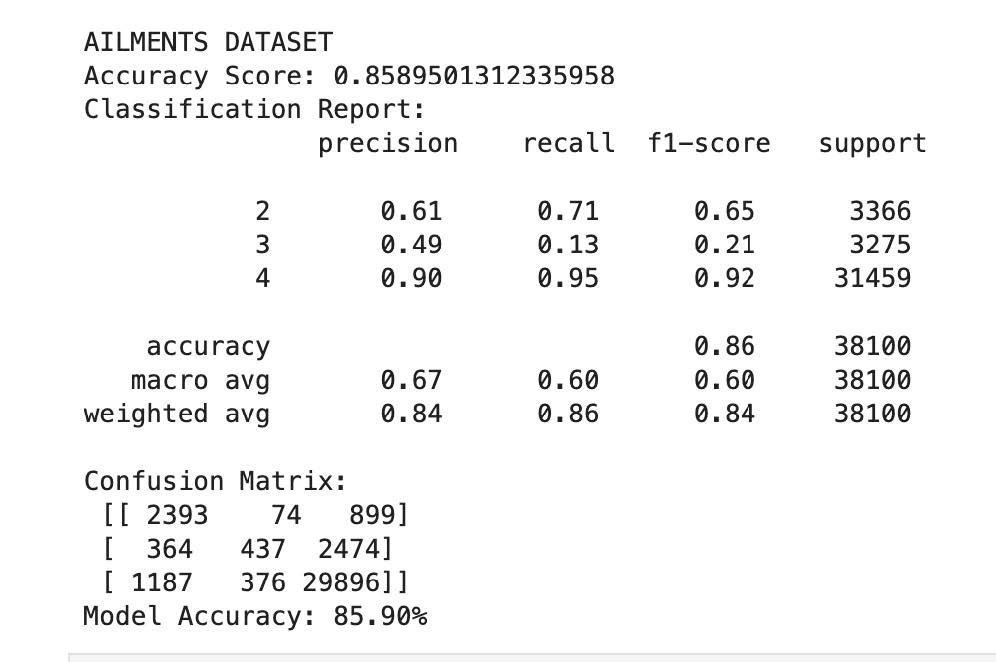 AILMENTS DATASET
Accuracy Score: 0.8589501312335958
Classification Report:
precision recall f1-score support
2 0.61 0.71 0.65 3366
3 0.49 0.13 0.21 3275
4 0.90 0.95 0.92 31459
accuracy 0.86 38100
macro avg 0.67 0.60 0.60 38100
weighted avg 0.84 0.86 0.84 38100
Confusion Matrix:
[[ 2393 74 899]
[ 364 437 2474]
[ 1187 376 29896]]
Model Accuracy: 85.90%